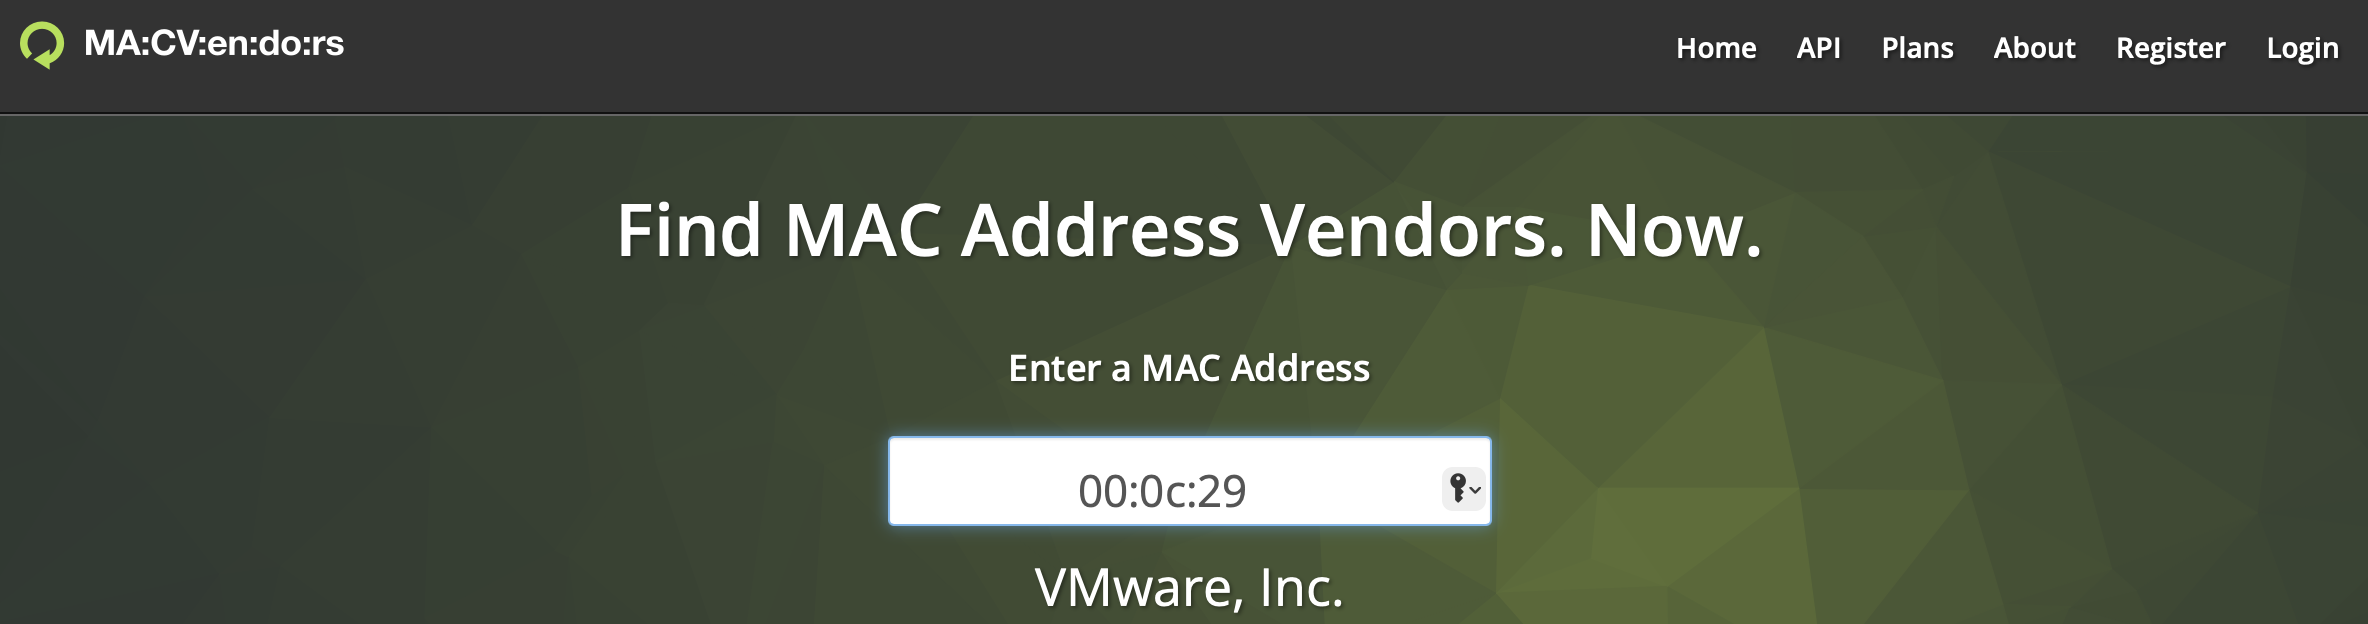 MA:CV:en:do:rs
Home API Plans About Register Login
Find MAC Address Vendors. Now.
Enter a MAC Address
00:0c:29
VMware, Inc.